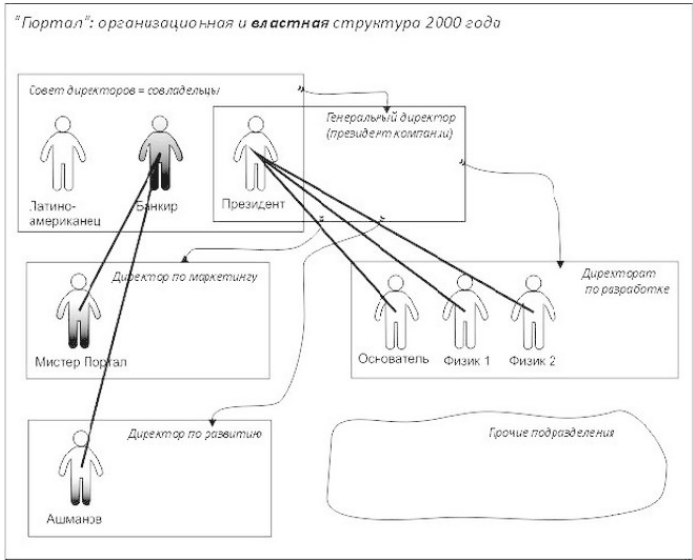 "Портал": организационная и властная структура 2000 года
Совет директоров = совладельцы
Генеральный директор
(президент компании)
Латино-
американец
Банкир
Президент
Директор по маркетингу
Директорат
по разработке
Мистер Портал
Основатель
Физик 1
Физик 2
Директор по развитию
Прочие подразделения
Ашманов